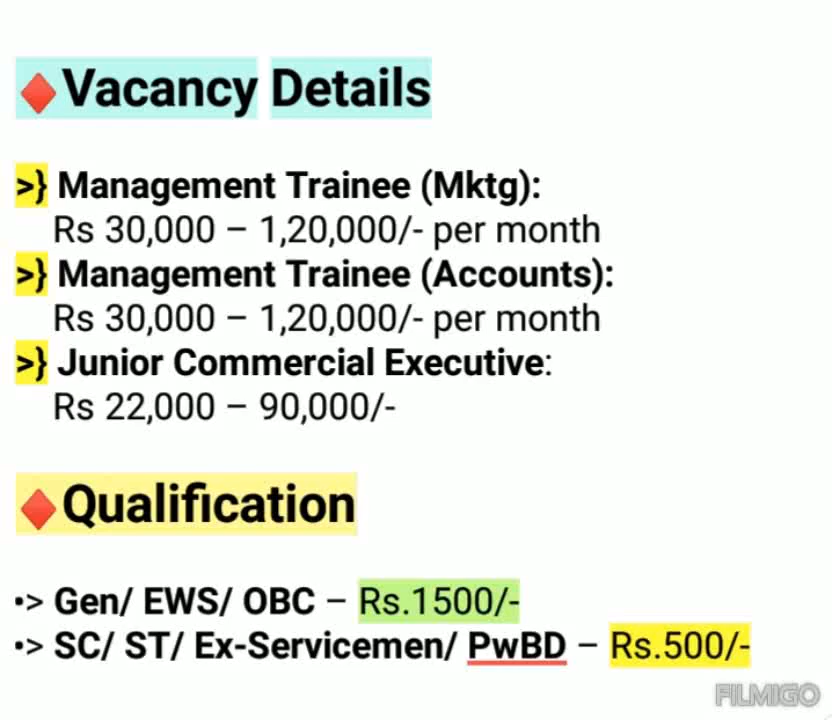 ♦Vacancy Details
>} Management Trainee (Mktg):
Rs 30,000 – 1,20,000/- per month
>} Management Trainee (Accounts):
Rs 30,000 – 1,20,000/- per month
>} Junior Commercial Executive:
Rs 22,000 – 90,000/-
♦Qualification
•> Gen/ EWS/ OBC – Rs.1500/-
•> SC/ ST/ Ex-Servicemen/ PwBD – Rs.500/-
FILMIGO